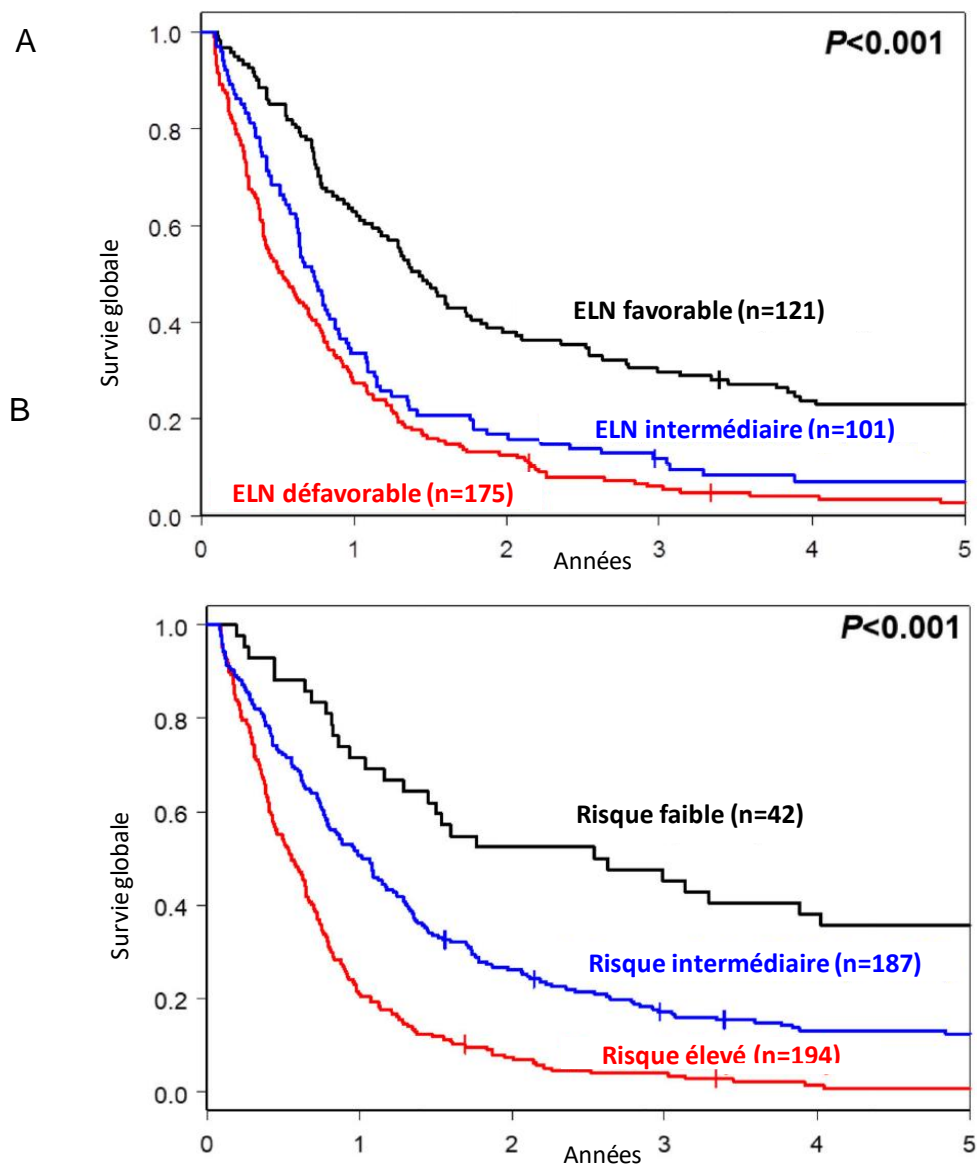 A
P<0.001
1.0
0.8
0.6
0.4
0.2
0.0
Survie globale
ELN favorable (n=121)
ELN intermédiaire (n=101)
ELN défavorable (n=175)
0 1 2 3 4 5
Années
B
P<0.001
1.0
0.8
0.6
0.4
0.2
0.0
Survie globale
Risque faible (n=42)
Risque intermédiaire (n=187)
Risque élevé (n=194)
0 1 2 3 4 5
Années